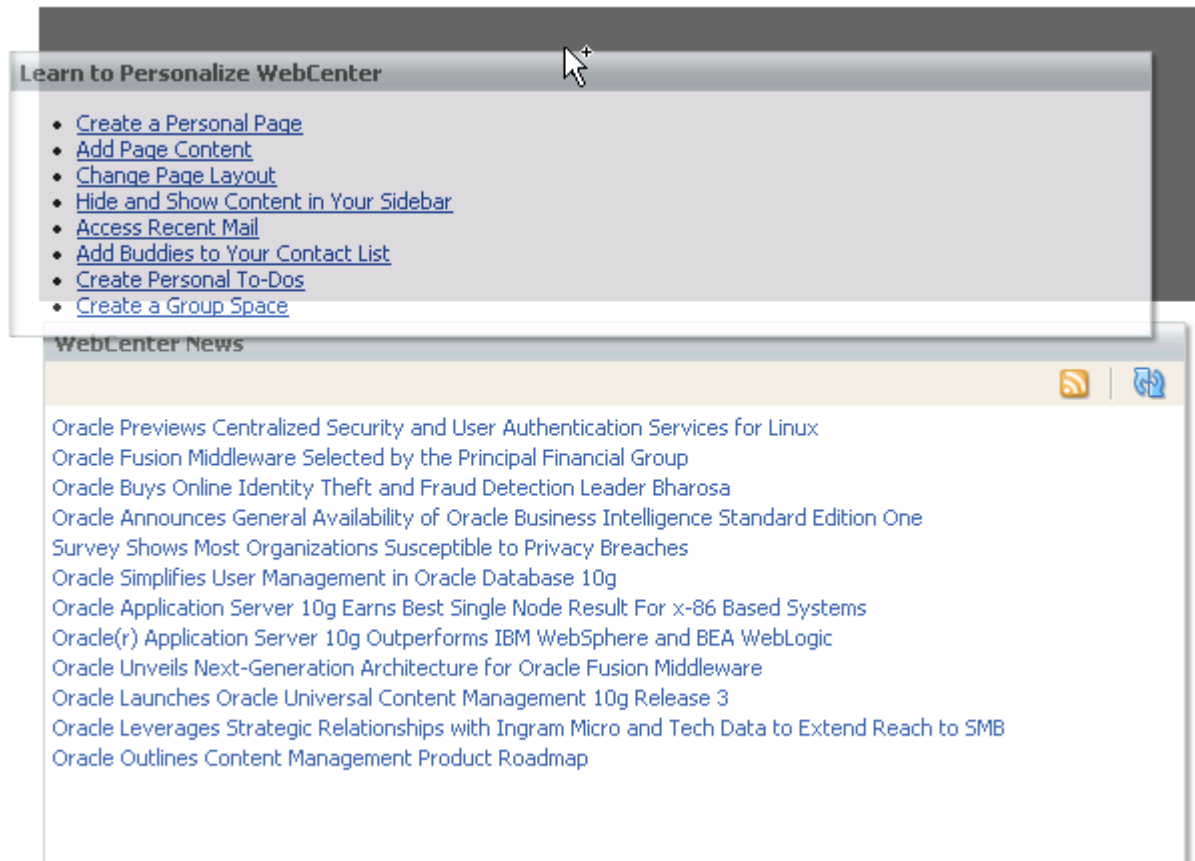 Learn to Personalize WebCenter
Create a Personal Page
Add Page Content
Change Page Layout
Hide and Show Content in Your Sidebar
Access Recent Mail
Add Buddies to Your Contact List
Create Personal To-Dos
Create a Group Space
WebCenter News
Oracle Previews Centralized Security and User Authentication Services for Linux
Oracle Fusion Middleware Selected by the Principal Financial Group
Oracle Buys Online Identity Theft and Fraud Detection Leader Bharosa
Oracle Announces General Availability of Oracle Business Intelligence Standard Edition One
Survey Shows Most Organizations Susceptible to Privacy Breaches
Oracle Simplifies User Management in Oracle Database 10g
Oracle Application Server 10g Earns Best Single Node Result For x-86 Based Systems
Oracle(r) Application Server 10g Outperforms IBM WebSphere and BEA WebLogic
Oracle Unveils Next-Generation Architecture for Oracle Fusion Middleware
Oracle Launches Oracle Universal Content Management 10g Release 3
Oracle Leverages Strategic Relationships with Ingram Micro and Tech Data to Extend Reach to SMB
Oracle Outlines Content Management Product Roadmap